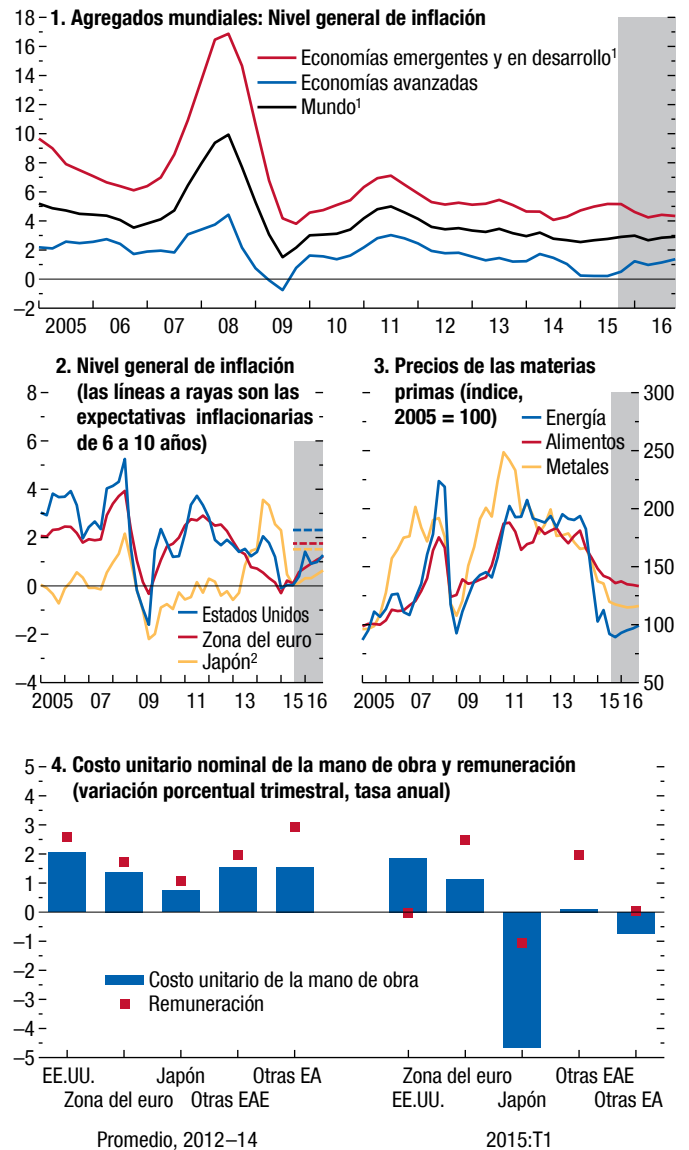 1. Agregados mundiales: Nivel general de inflación
18
16
14
12
10
8
6
4
2
0
–2
Economías emergentes y en desarrollo¹
Economías avanzadas
Mundo¹
2005 06 07 08 09 10 11 12 13 14 15 16
2. Nivel general de inflación
(las líneas a rayas son las
expectativas inflacionarias
de 6 a 10 años)
8
6
4
2
0
–2
–4
Estados Unidos
Zona del euro
Japón²
2005 07 09 11 13 15 16
3. Precios de las materias
primas (índice,
2005 = 100)
Energía
Alimentos
Metales
300
250
200
150
100
50
2005 07 09 11 13 15 16
4. Costo unitario nominal de la mano de obra y remuneración
(variación porcentual trimestral, tasa anual)
5
4
3
2
1
0
–1
–2
–3
–4
–5
Costo unitario de la mano de obra
Remuneración
EE.UU. Japón Otras EA Zona del euro Otras EAE
Zona del euro Otras EAE EE.UU. Japón Otras EA
Promedio, 2012–14 2015:T1